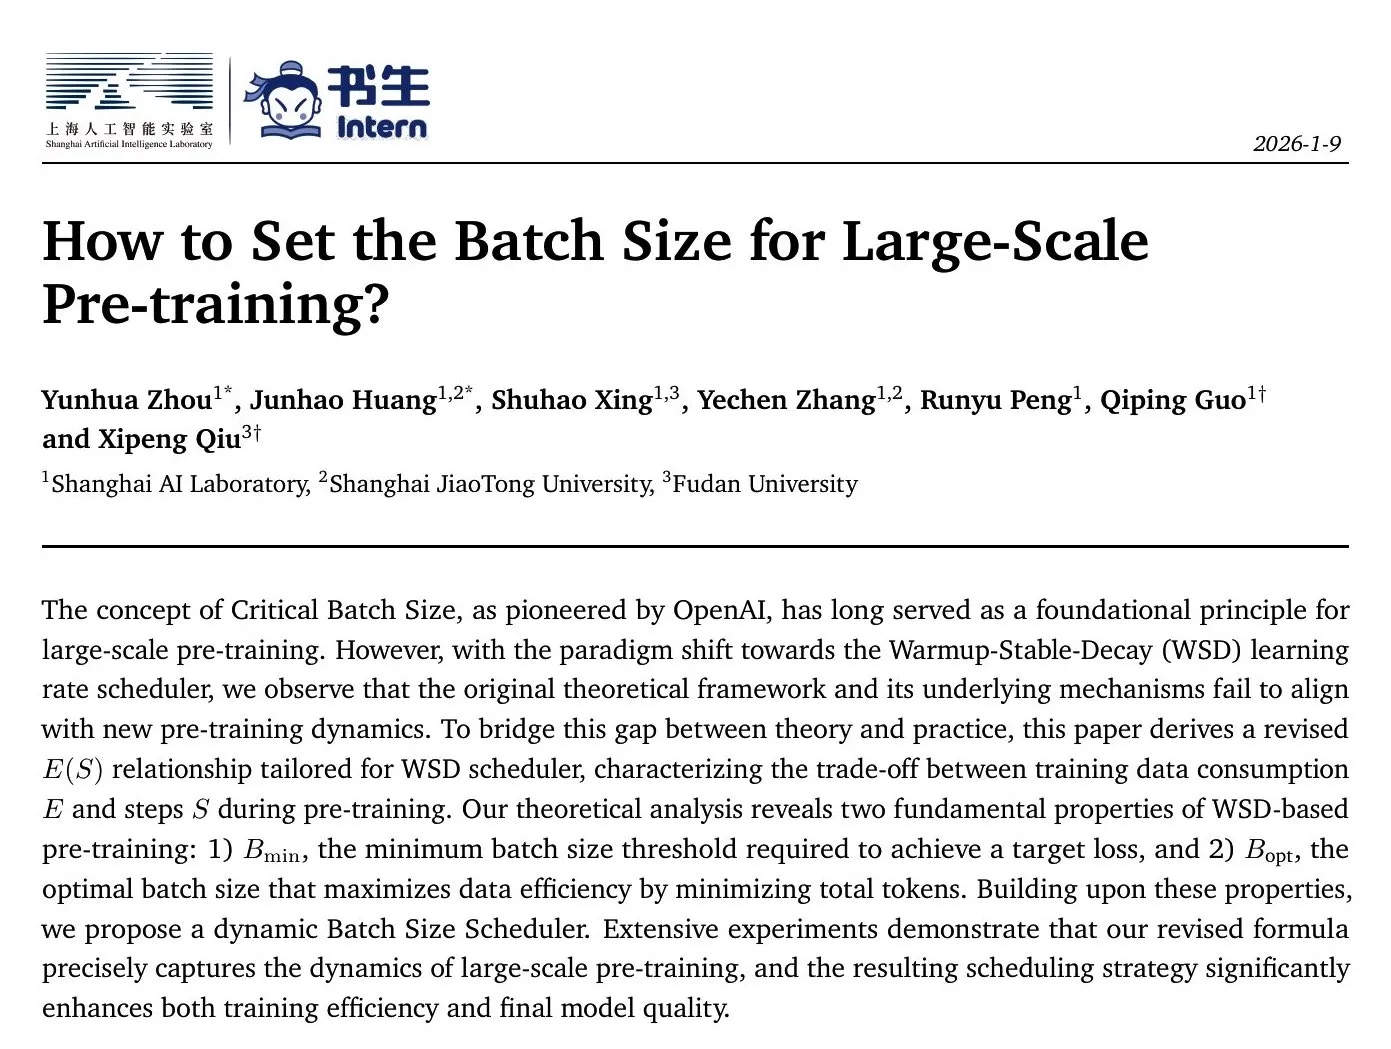 上海人工智能实验室
Shanghai Artificial Intelligence Laboratory
书生
Intern
2026-1-9
How to Set the Batch Size for Large-Scale
Pre-training?
Yunhua Zhou1*, Junhao Huang1,2*, Shuhao Xing1,3, Yechen Zhang1,2, Runyu Peng1, Qiping Guo1†
and Xipeng Qiu3†
1Shanghai AI Laboratory, 2Shanghai JiaoTong University, 3Fudan University
The concept of Critical Batch Size, as pioneered by OpenAI, has long served as a foundational principle for
large-scale pre-training. However, with the paradigm shift towards the Warmup-Stable-Decay (WSD) learning
rate scheduler, we observe that the original theoretical framework and its underlying mechanisms fail to align
with new pre-training dynamics. To bridge this gap between theory and practice, this paper derives a revised
E(S) relationship tailored for WSD scheduler, characterizing the trade-off between training data consumption
E and steps S during pre-training. Our theoretical analysis reveals two fundamental properties of WSD-based
pre-training: 1) Bmin, the minimum batch size threshold required to achieve a target loss, and 2) Bopt, the
optimal batch size that maximizes data efficiency by minimizing total tokens. Building upon these properties,
we propose a dynamic Batch Size Scheduler. Extensive experiments demonstrate that our revised formula
precisely captures the dynamics of large-scale pre-training, and the resulting scheduling strategy significantly
enhances both training efficiency and final model quality.